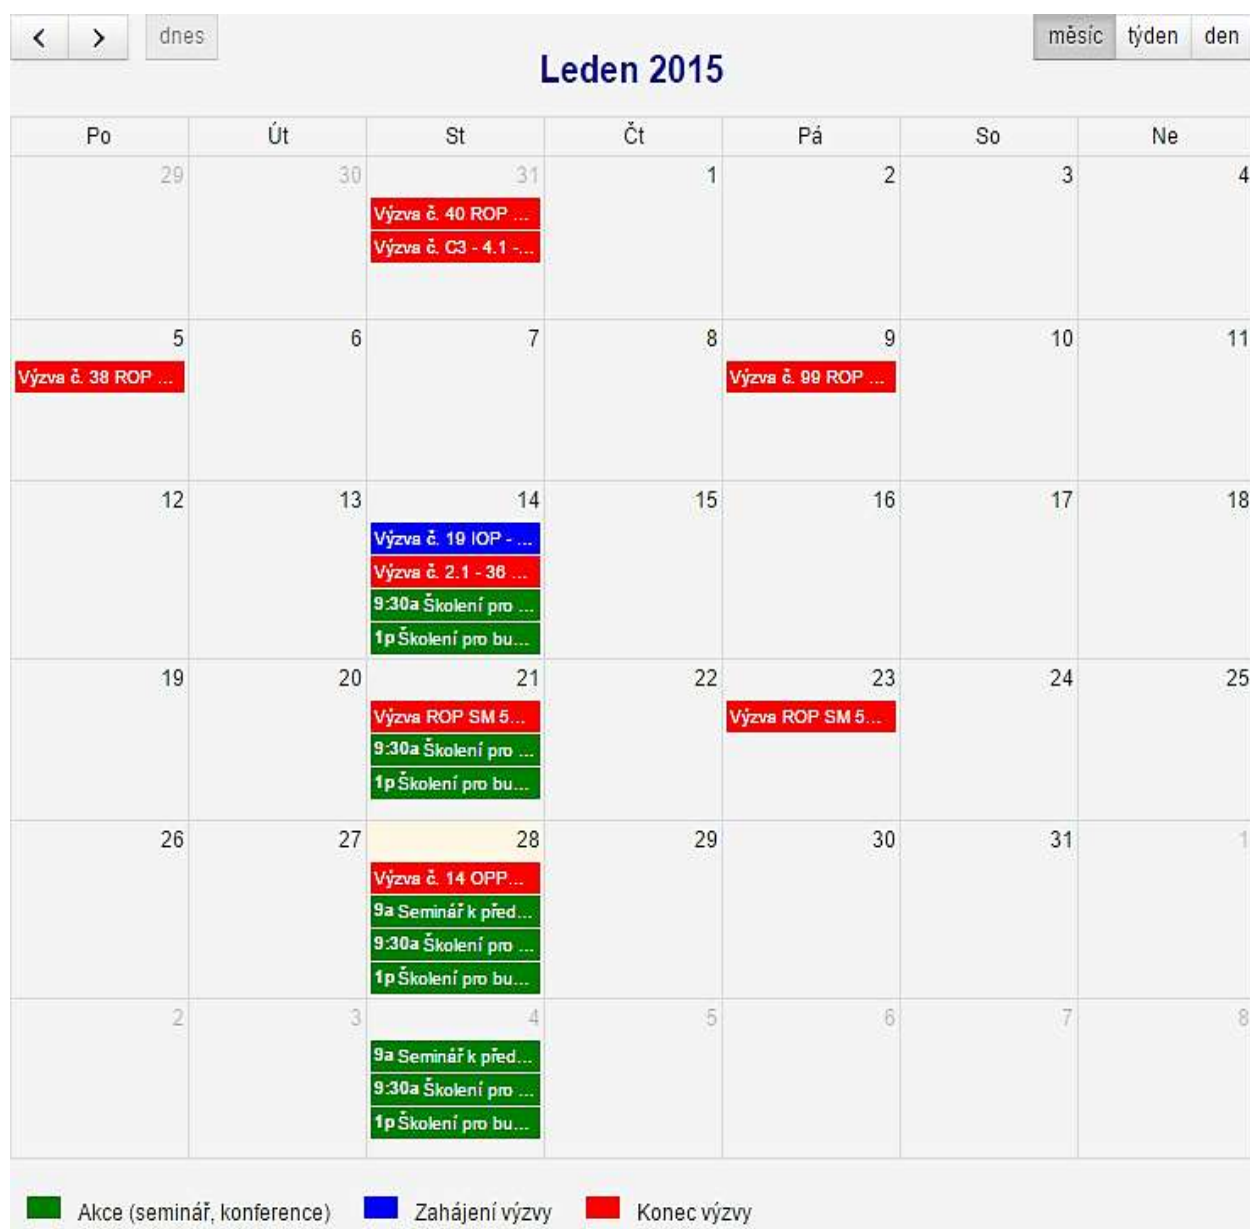 dnes
měsíc týden den
Leden 2015
Po Út St Čt Pá So Ne
29 30 31 1 2 3 4
Výzva č. 40 ROP ...
Výzva č. C3 - 4.1 -...
5 6 7 8 9 10 11
Výzva č. 38 ROP ... Výzva č. 99 ROP ...
12 13 14 15 16 17 18
Výzva č. 19 IOP - ...
Výzva č. 2.1 - 36 ...
9:30a Školení pro ...
1p Školení pro bu...
19 20 21 22 23 24 25
Výzva ROP SM 5... Výzva ROP SM 5...
9:30a Školení pro ...
1p Školení pro bu...
26 27 28 29 30 31 1
Výzva č. 14 OPP...
9a Seminář k před...
9:30a Školení pro ...
1p Školení pro bu...
2 3 4 5 6 7 8
9a Seminář k před...
9:30a Školení pro ...
1p Školení pro bu...
Akce (seminář, konference) Zahájení výzvy Konec výzvy